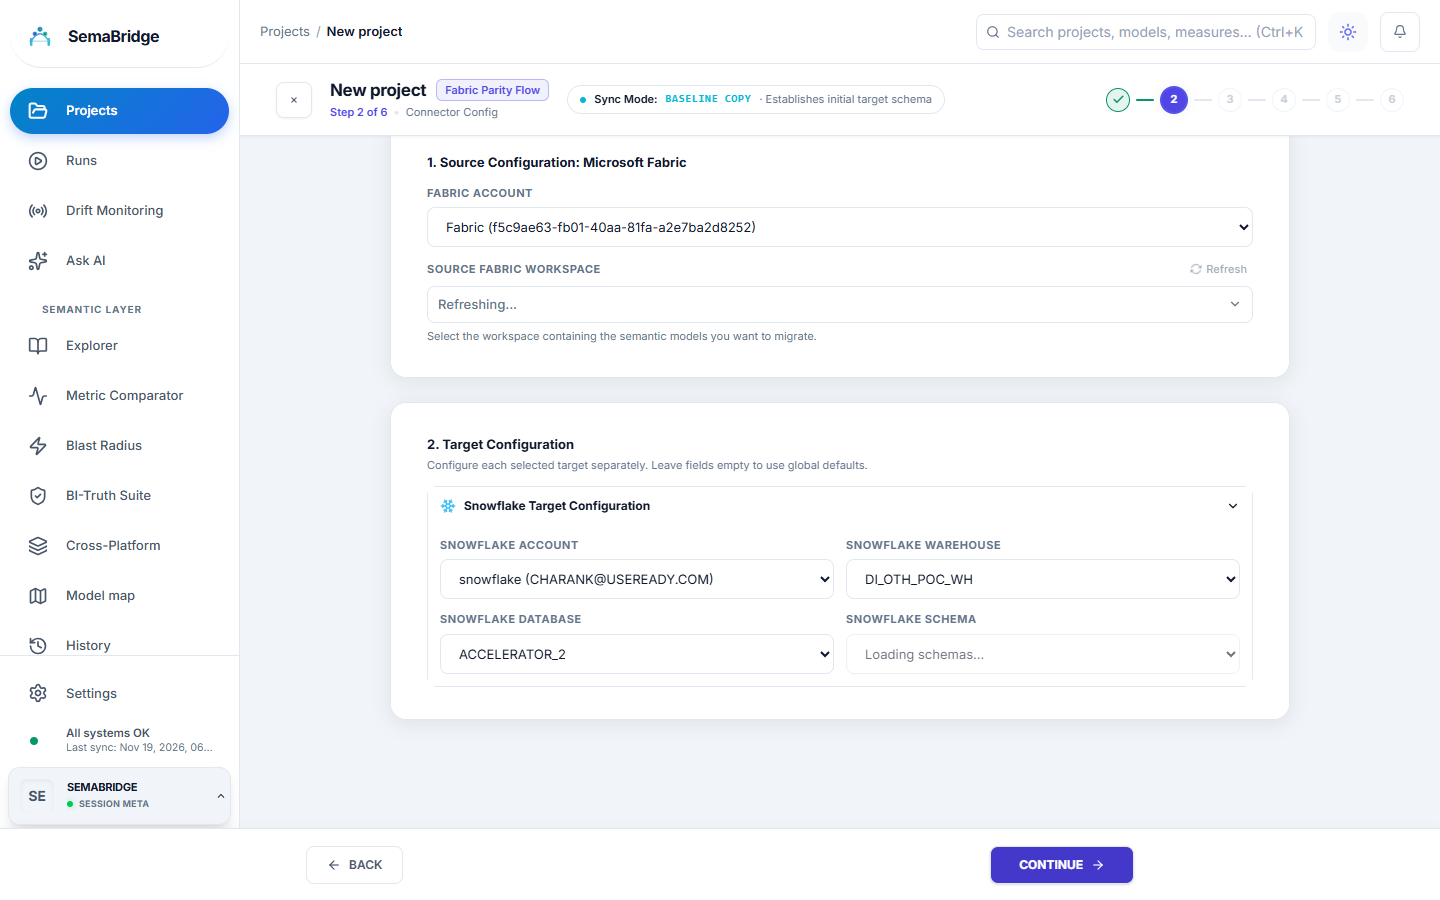 SemaBridge
Projects
Runs
Drift Monitoring
Ask AI
SEMANTIC LAYER
Explorer
Metric Comparator
Blast Radius
BI-Truth Suite
Cross-Platform
Model map
History
Settings
All systems OK
Last sync: Nov 19, 2026, 06...
SE
SEMABRIDGE
SESSION META
Projects / New project
Search projects, models, measures... (Ctrl+K
×
New project
Fabric Parity Flow
Step 2 of 6
Connector Config
Sync Mode: BASELINE COPY · Establishes initial target schema
2
3
4
5
6
1. Source Configuration: Microsoft Fabric
FABRIC ACCOUNT
Fabric (f5c9ae63-fb01-40aa-81fa-a2e7ba2d8252)
SOURCE FABRIC WORKSPACE
Refresh
Refreshing...
Select the workspace containing the semantic models you want to migrate.
2. Target Configuration
Configure each selected target separately. Leave fields empty to use global defaults.
Snowflake Target Configuration
SNOWFLAKE ACCOUNT
snowflake (CHARANK@USEREADY.COM)
SNOWFLAKE WAREHOUSE
DI_OTH_POC_WH
SNOWFLAKE DATABASE
ACCELERATOR_2
SNOWFLAKE SCHEMA
Loading schemas...
BACK
CONTINUE